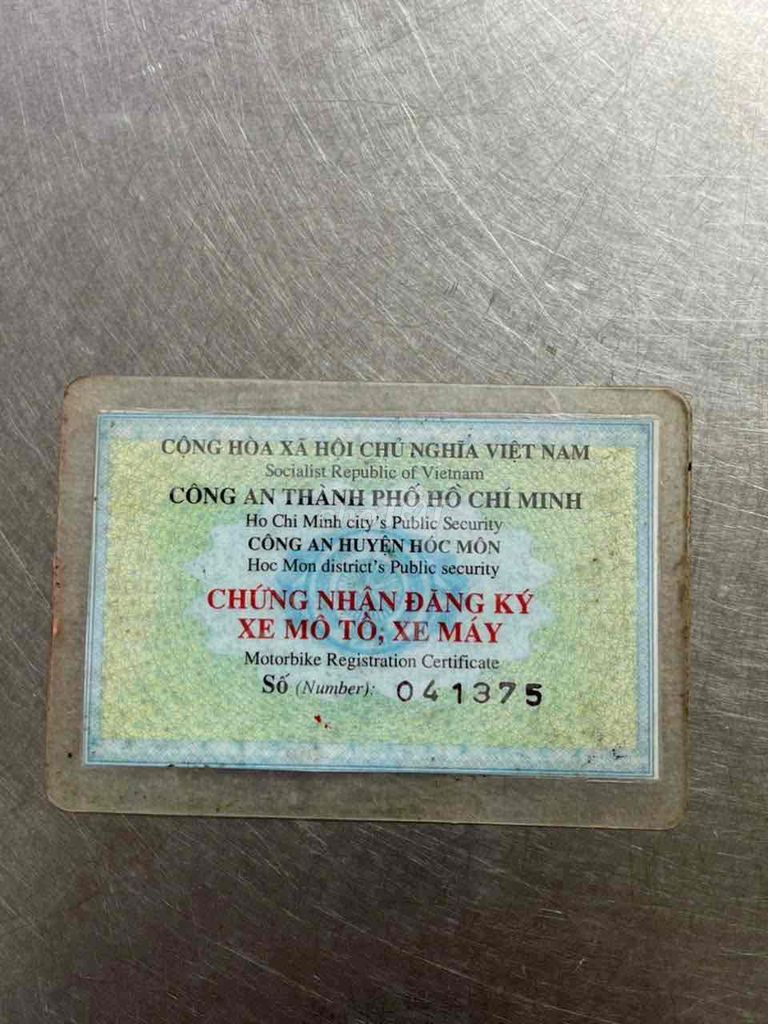 CỘNG HÒA XÃ HỘI CHỦ NGHĨA VIỆT NAM
Socialist Republic of Vietnam
CÔNG AN THÀNH PHỐ HỒ CHÍ MINH
Ho Chi Minh city's Public Security
CÔNG AN HUYỆN HÓC MÔN
Hoc Mon district's Public security
CHỨNG NHẬN ĐĂNG KÝ
XE MÔ TÔ, XE MÁY
Motorbike Registration Certificate
Số (Number): 041375